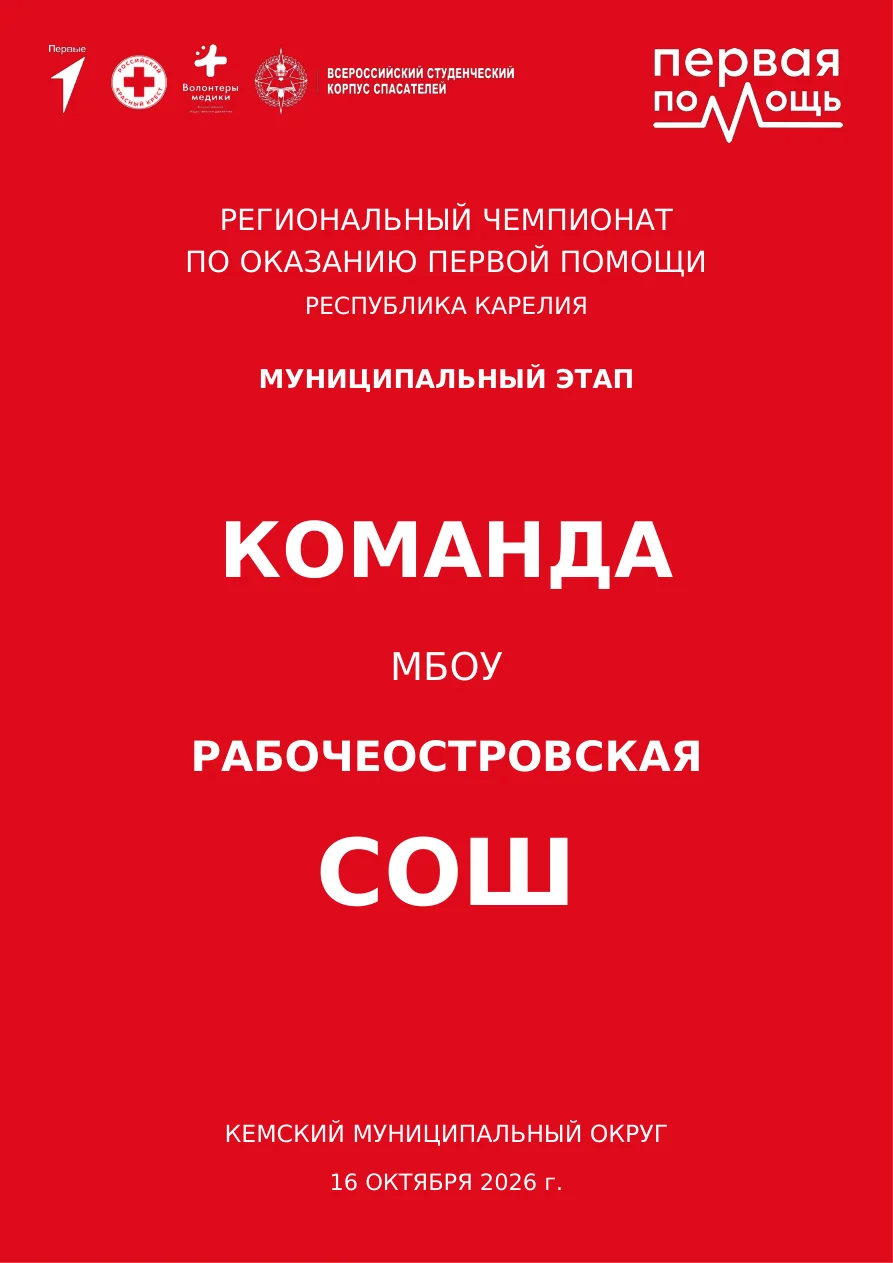 Первые
РОССИЙСКИЙ
КРАСНЫЙ КРЕСТ
Волонтеры
медики
ВСЕРОССИЙСКИЙ СТУДЕНЧЕСКИЙ
КОРПУС СПАСАТЕЛЕЙ
первая
помощь
РЕГИОНАЛЬНЫЙ ЧЕМПИОНАТ
ПО ОКАЗАНИЮ ПЕРВОЙ ПОМОЩИ
РЕСПУБЛИКА КАРЕЛИЯ
МУНИЦИПАЛЬНЫЙ ЭТАП
КОМАНДА
МБОУ
РАБОЧЕОСТРОВСКАЯ
СОШ
КЕМСКИЙ МУНИЦИПАЛЬНЫЙ ОКРУГ
16 ОКТЯБРЯ 2026 г.